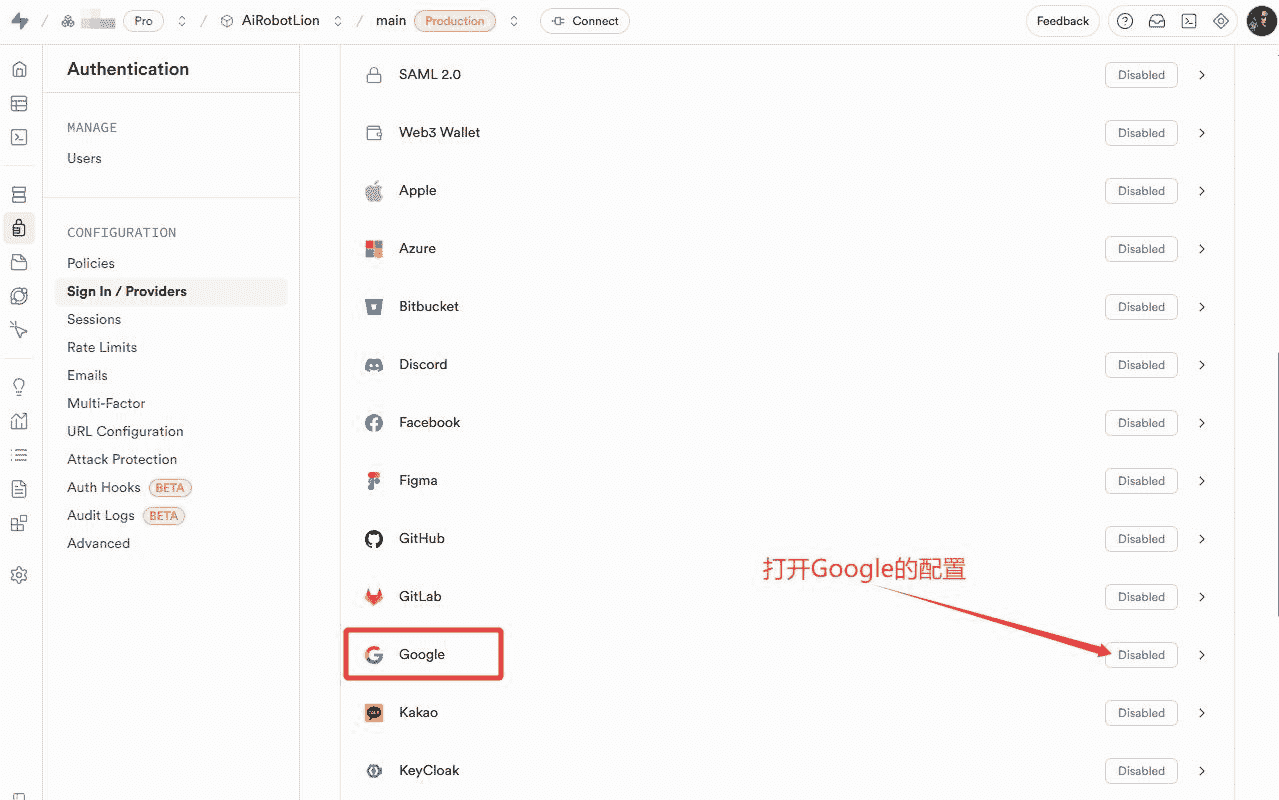 Pro
AiRobotLion
main
Production
Connect
Feedback
Authentication
MANAGE
Users
CONFIGURATION
Policies
Sign In / Providers
Sessions
Rate Limits
Emails
Multi-Factor
URL Configuration
Attack Protection
Auth Hooks BETA
Audit Logs BETA
Advanced
SAML 2.0 Disabled
Web3 Wallet Disabled
Apple Disabled
Azure Disabled
Bitbucket Disabled
Discord Disabled
Facebook Disabled
Figma Disabled
GitHub Disabled
打开Google的配置
GitLab Disabled
Google Disabled
Kakao Disabled
KeyCloak Disabled